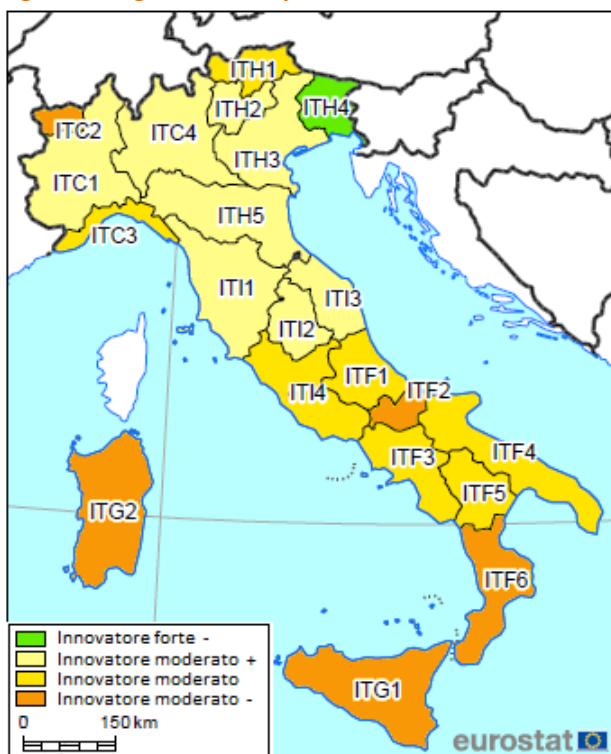 ITH1
ITH2
ITH4
ITC2
ITC4
ITH3
ITC1
ITH5
ITC3
ITI1
ITI3
ITI2
ITF1
ITF2
ITI4
ITF4
ITF3
ITF5
ITG2
ITF6
ITG1
Innovatore forte -
Innovatore moderato +
Innovatore moderato
Innovatore moderato -
0 150 km
eurostat